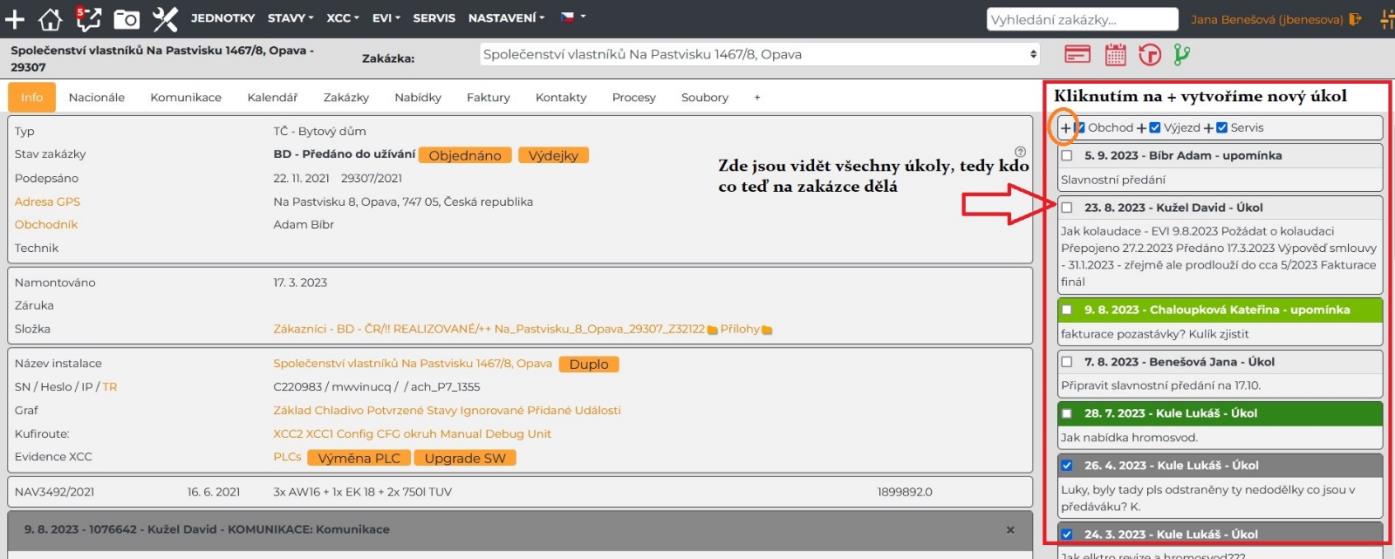 5
JEDNOTKY STAVY XCC EVI SERVIS NASTAVENÍ
Vyhledání zakázky...
Jana Benešová (jbenesova)
Společenství vlastníků Na Pastvisku 1467/8, Opava -
29307
Zakázka:
Společenství vlastníků Na Pastvisku 1467/8, Opava
Info Nacionále Komunikace Kalendář Zakázky Nabídky Faktury Kontakty Procesy Soubory +
Typ TČ - Bytový dům
Stav zakázky BD - Předáno do užívání Objednáno Výdejky
Podepsáno 22. 11. 2021 29307/2021
Adresa GPS Na Pastvisku 8, Opava, 747 05, Česká republika
Obchodník Adam Bíbr
Technik
Zde jsou vidět všechny úkoly, tedy kdo
co teď na zakázce dělá
Namontováno 17. 3. 2023
Záruka
Složka Zákazníci - BD - ČR/!! REALIZOVANÉ/++ Na_Pastvisku_8_Opava_29307_Z32122 Přílohy
Název instalace Společenství vlastníků Na Pastvisku 1467/8, Opava Duplo
SN / Heslo / IP / TR C220983 / mwvinucq / / ach_P7_1355
Graf Základ Chladivo Potvrzené Stavy Ignorované Přidané Události
Kufiroute: XCC2 XCC1 Config CFG okruh Manual Debug Unit
Evidence XCC PLCs Výměna PLC Upgrade SW
NAV3492/2021 16. 6. 2021 3x AW16 + 1x EK 18 + 2x 750l TUV 1899892.0
9. 8. 2023 - 1076642 - Kužel David - KOMUNIKACE: Komunikace ×
Kliknutím na + vytvoříme nový úkol
+ Obchod + Výjezd + Servis
5. 9. 2023 - Bíbr Adam - upomínka
Slavnostní předání
23. 8. 2023 - Kužel David - Úkol
Jak kolaudace - EVI 9.8.2023 Požádat o kolaudaci
Přepojeno 27.2.2023 Předáno 17.3.2023 Výpověď smlouvy
- 31.1.2023 - zřejmě ale prodlouží do cca 5/2023 Fakturace
finál
9. 8. 2023 - Chaloupková Kateřina - upomínka
fakturace pozastávky? Kulík zjistit
7. 8. 2023 - Benešová Jana - Úkol
Připravit slavnostní předání na 17.10.
28. 7. 2023 - Kule Lukáš - Úkol
Jak nabídka hromosvod.
26. 4. 2023 - Kule Lukáš - Úkol
Luky, byly tady pls odstraněny ty nedodělky co jsou v
předáváku? K.
24. 3. 2023 - Kule Lukáš - Úkol
Jak elktro revize a hromosvod???